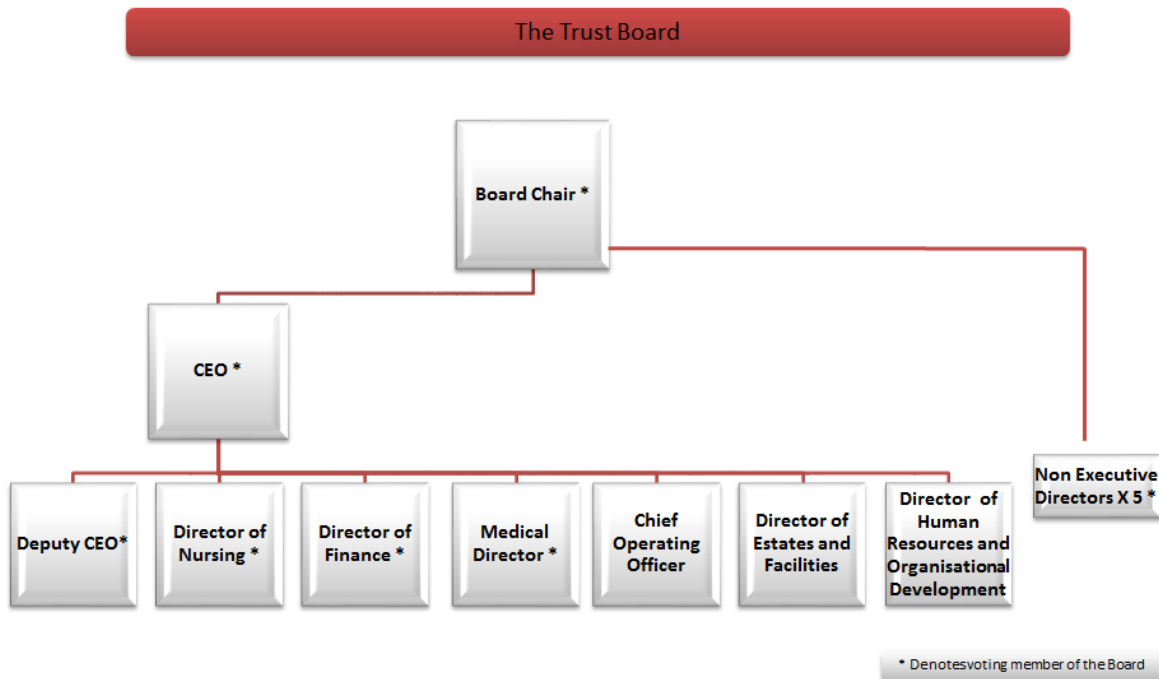 The Trust Board
Board Chair *
CEO *
Deputy CEO*
Director of
Nursing *
Director of
Finance *
Medical
Director *
Chief
Operating
Officer
Director of
Estates and
Facilities
Director of
Human
Resources and
Organisational
Development
Non Executive
Directors X 5 *
* Denotesvoting member of the Board